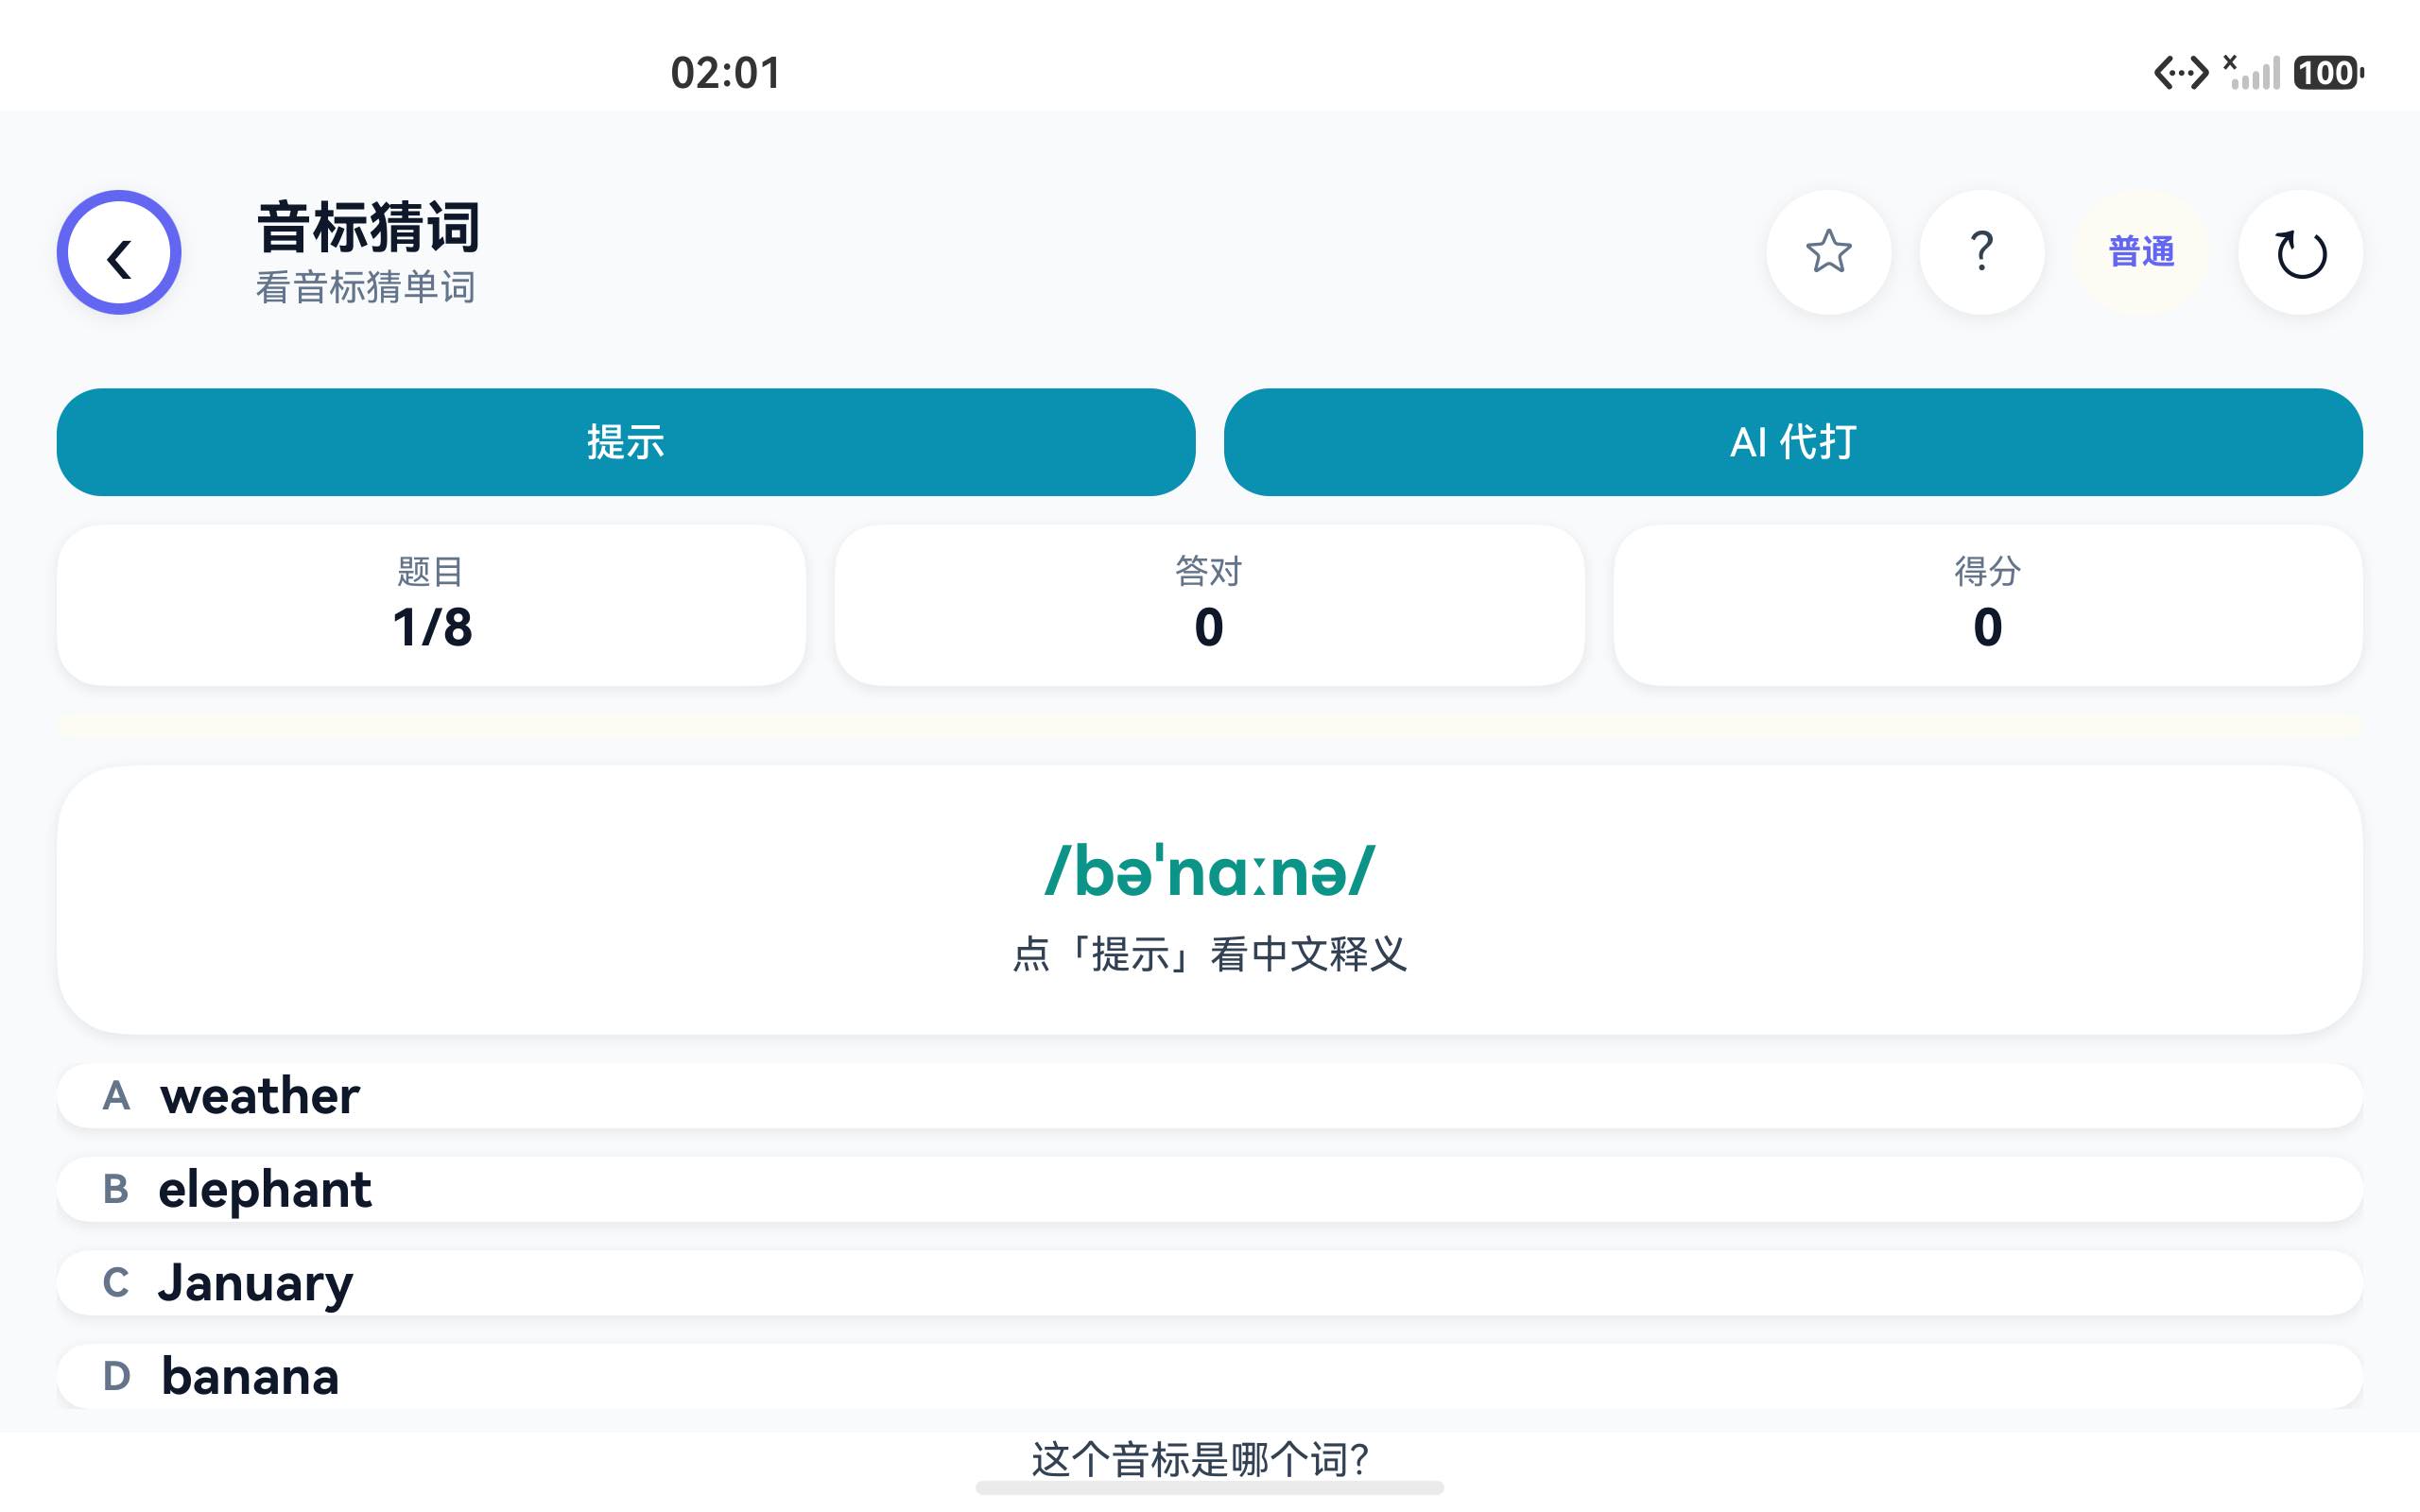 02:01
100
音标猜词
看音标猜单词
?
普通
提示
AI 代打
题目
1/8
答对
0
得分
0
/bəˈnɑːnə/
点「提示」看中文释义
A weather
B elephant
C January
D banana
这个音标是哪个词？